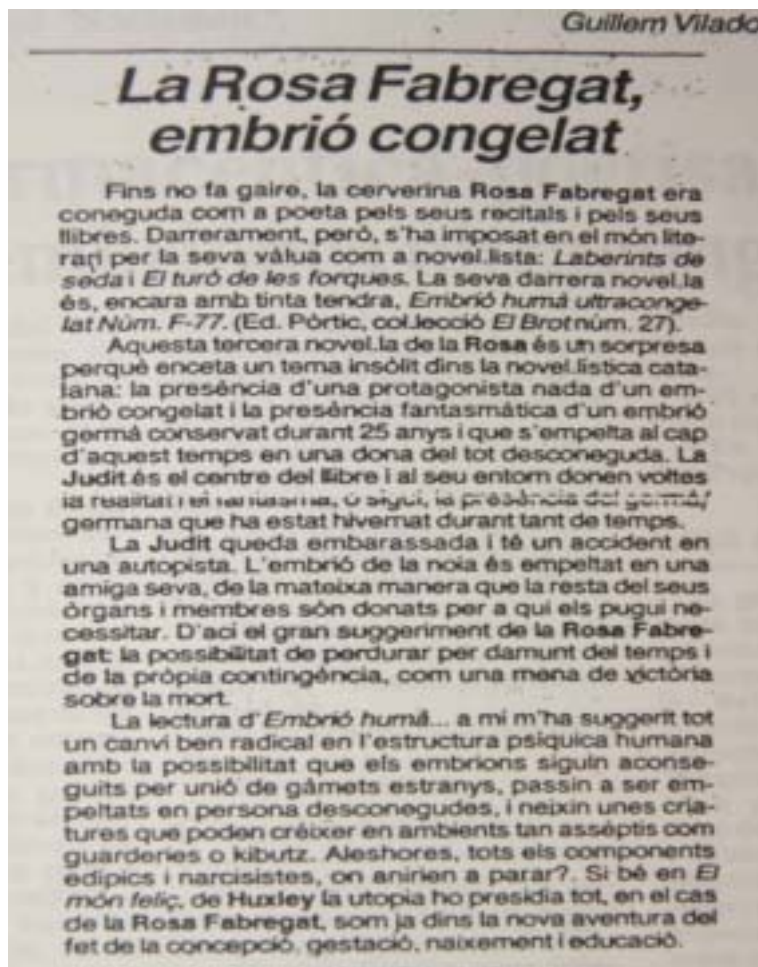 Guillem Vilado
La Rosa Fabregat,
embrió congelat
Fins no fa gaire, la cerverina Rosa Fabregat era
coneguda com a poeta pels seus recitals i pels seus
llibres. Darrerament, però, s'ha imposat en el món lite-
rari per la seva vàlua com a novel.lista: Laberints de
seda i El turó de les forques. La seva darrera novel.la
és, encara amb tinta tendra, Embrió humà ultraconge-
lat Núm. F-77. (Ed. Pòrtic, col.lecció El Brot núm. 27).
Aquesta tercera novel.la de la Rosa és un sorpresa
perquè enceta un tema insòlit dins la novel.lística cata-
lana: la presència d'una protagonista nada d'un em-
brió congelat i la presència fantasmàtica d'un embrió
germà conservat durant 25 anys i que s'empelta al cap
d'aquest temps en una dona del tot desconeguda. La
Judit és el centre del llibre i al seu entorn donen voltes
la realitat i el fantasma, o sigui, la presència del germà/
germana que ha estat hivernat durant tant de temps.
La Judit queda embarassada i té un accident en
una autopista. L'embrió de la noia és empeltat en una
amiga seva, de la mateixa manera que la resta del seus
òrgans i membres són donats per a qui els pugui ne-
cessitar. D'ací el gran suggeriment de la Rosa Fabre-
gat: la possibilitat de perdurar per damunt del temps i
de la pròpia contingència, com una mena de victòria
sobre la mort.
La lectura d'Embrió humà... a mi m'ha suggerit tot
un canvi ben radical en l'estructura psíquica humana
amb la possibilitat que els embrions siguin aconse-
guits per unió de gàmets estranys, passin a ser em-
peltats en persona desconegudes, i neixin unes cria-
tures que poden créixer en ambients tan assèptis com
guarderies o kibutz. Aleshores, tots els components
edípics i narcisistes, on anirien a parar?. Si bé en El
món feliç, de Huxley la utopia ho presidia tot, en el cas
de la Rosa Fabregat, som ja dins la nova aventura del
fet de la concepció, gestació, naixement i educació.